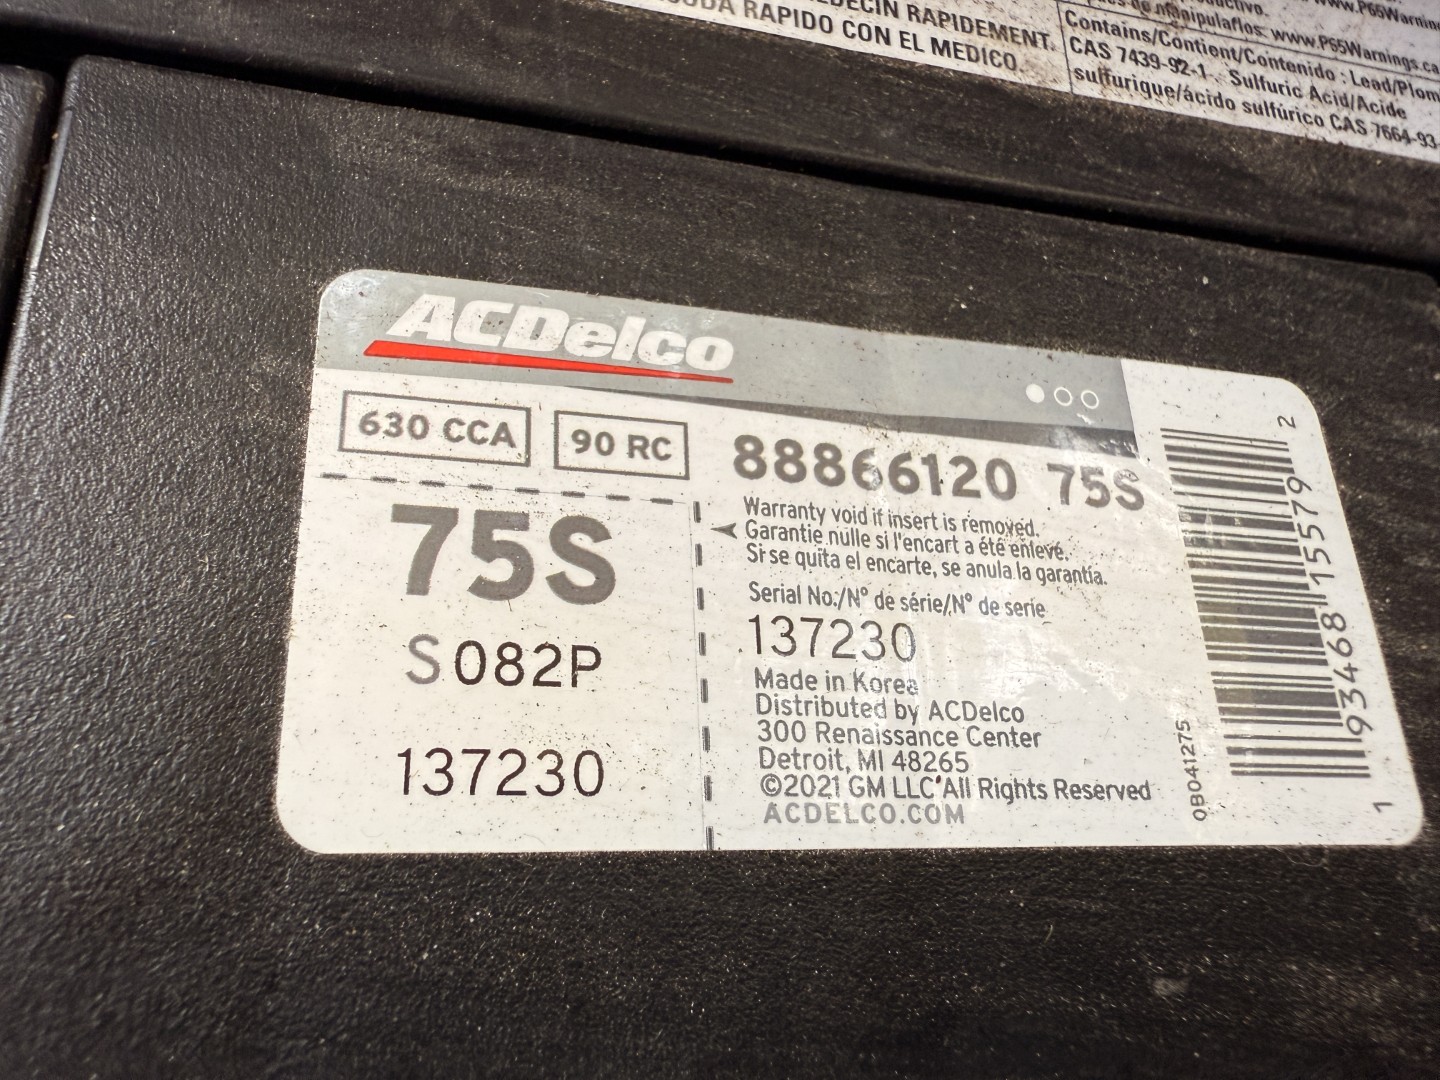 RAPIDEMENT.
RAPIDO CON EL MEDICO.
www.P65Warnings.ca
Contains/Contient/Contenido : Lead/Plom
CAS 7439-92-1 Sulfuric Acid/Acide
sulfurique/ácido sulfúrico CAS 7664-93-
ACDelco
630 CCA
90 RC
88866120 75S
75S
S082P
137230
Warranty void if insert is removed.
Garantie nulle si l'encart a été enlevé.
Si se quita el encarte, se anula la garantía.
Serial No./N° de série/N° de serie
137230
Made in Korea
Distributed by ACDelco
300 Renaissance Center
Detroit, MI 48265
©2021 GM LLC All Rights Reserved
ACDELCO.COM
0B041275
1 93468 15579 2